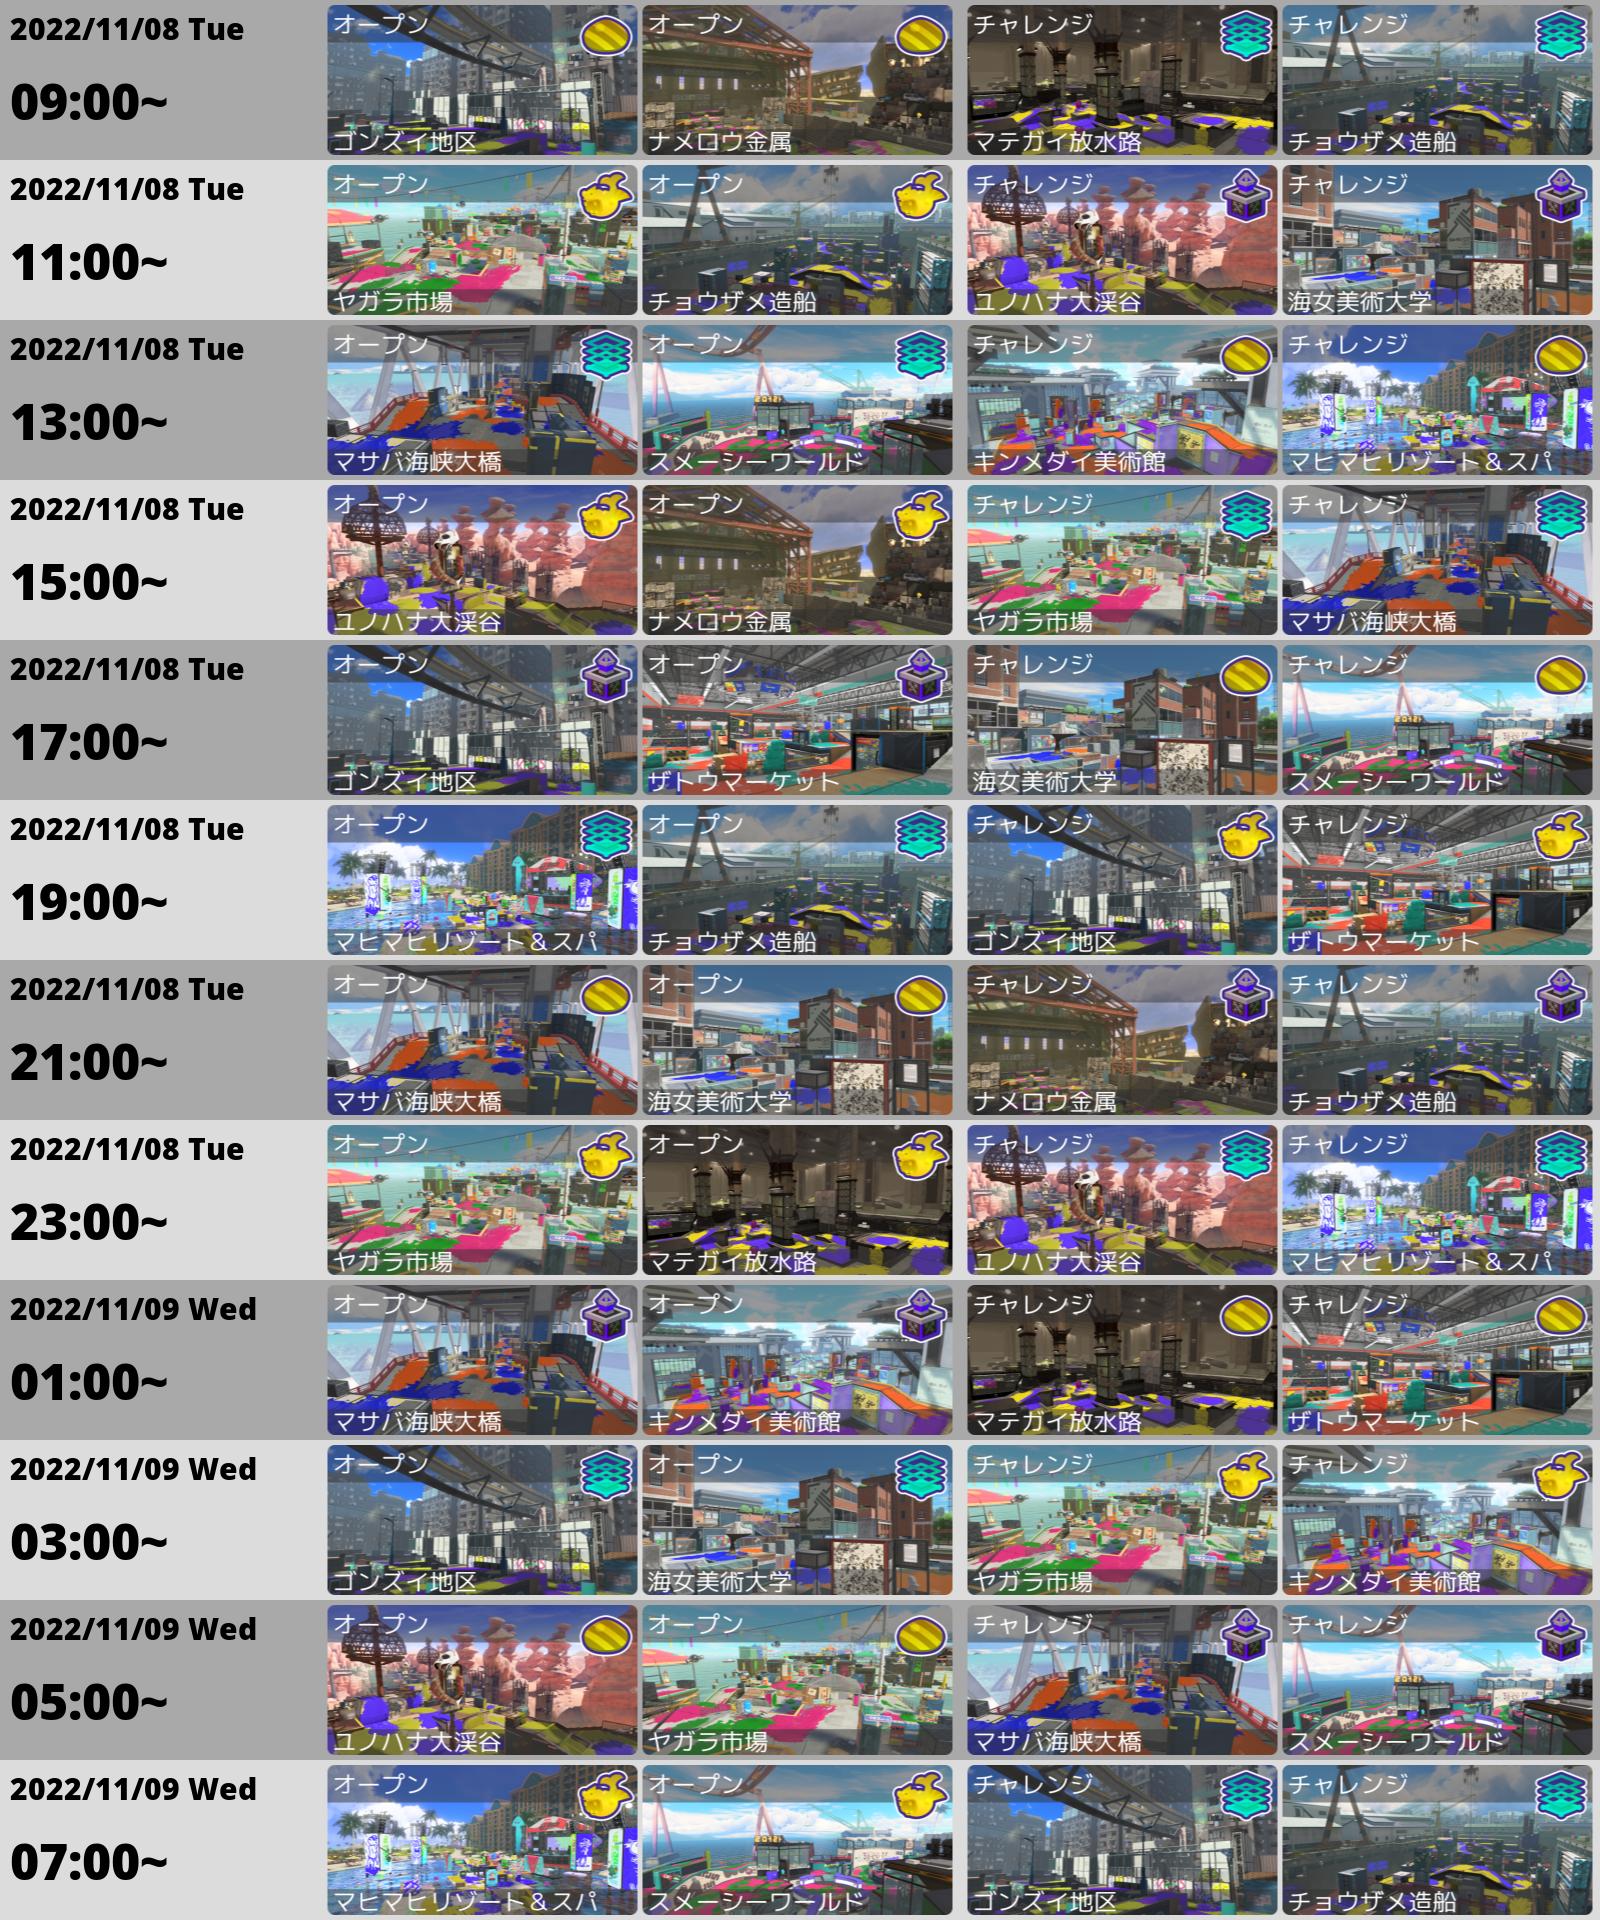 2022/11/08 Tue
09:00~
オープン
ゴンズイ地区
オープン
ナメロウ金属
チャレンジ
マテガイ放水路
チャレンジ
チョウザメ造船
2022/11/08 Tue
11:00~
オープン
ヤガラ市場
オープン
チョウザメ造船
チャレンジ
ユノハナ大渓谷
チャレンジ
海女美術大学
2022/11/08 Tue
13:00~
オープン
マサバ海峡大橋
オープン
スメーシーワールド
チャレンジ
キンメダイ美術館
チャレンジ
マヒマヒリゾート＆スパ
2022/11/08 Tue
15:00~
オープン
ユノハナ大渓谷
オープン
ナメロウ金属
チャレンジ
ヤガラ市場
チャレンジ
マサバ海峡大橋
2022/11/08 Tue
17:00~
オープン
ゴンズイ地区
オープン
ザトウマーケット
チャレンジ
海女美術大学
チャレンジ
スメーシーワールド
2022/11/08 Tue
19:00~
オープン
マヒマヒリゾート＆スパ
オープン
チョウザメ造船
チャレンジ
ゴンズイ地区
チャレンジ
ザトウマーケット
2022/11/08 Tue
21:00~
オープン
マサバ海峡大橋
オープン
海女美術大学
チャレンジ
ナメロウ金属
チャレンジ
チョウザメ造船
2022/11/08 Tue
23:00~
オープン
ヤガラ市場
オープン
マテガイ放水路
チャレンジ
ユノハナ大渓谷
チャレンジ
マヒマヒリゾート＆スパ
2022/11/09 Wed
01:00~
オープン
マサバ海峡大橋
オープン
キンメダイ美術館
チャレンジ
マテガイ放水路
チャレンジ
ザトウマーケット
2022/11/09 Wed
03:00~
オープン
ゴンズイ地区
オープン
海女美術大学
チャレンジ
ヤガラ市場
チャレンジ
キンメダイ美術館
2022/11/09 Wed
05:00~
オープン
ユノハナ大渓谷
オープン
ヤガラ市場
チャレンジ
マサバ海峡大橋
チャレンジ
スメーシーワールド
2022/11/09 Wed
07:00~
オープン
マヒマヒリゾート＆スパ
オープン
スメーシーワールド
チャレンジ
ゴンズイ地区
チャレンジ
チョウザメ造船